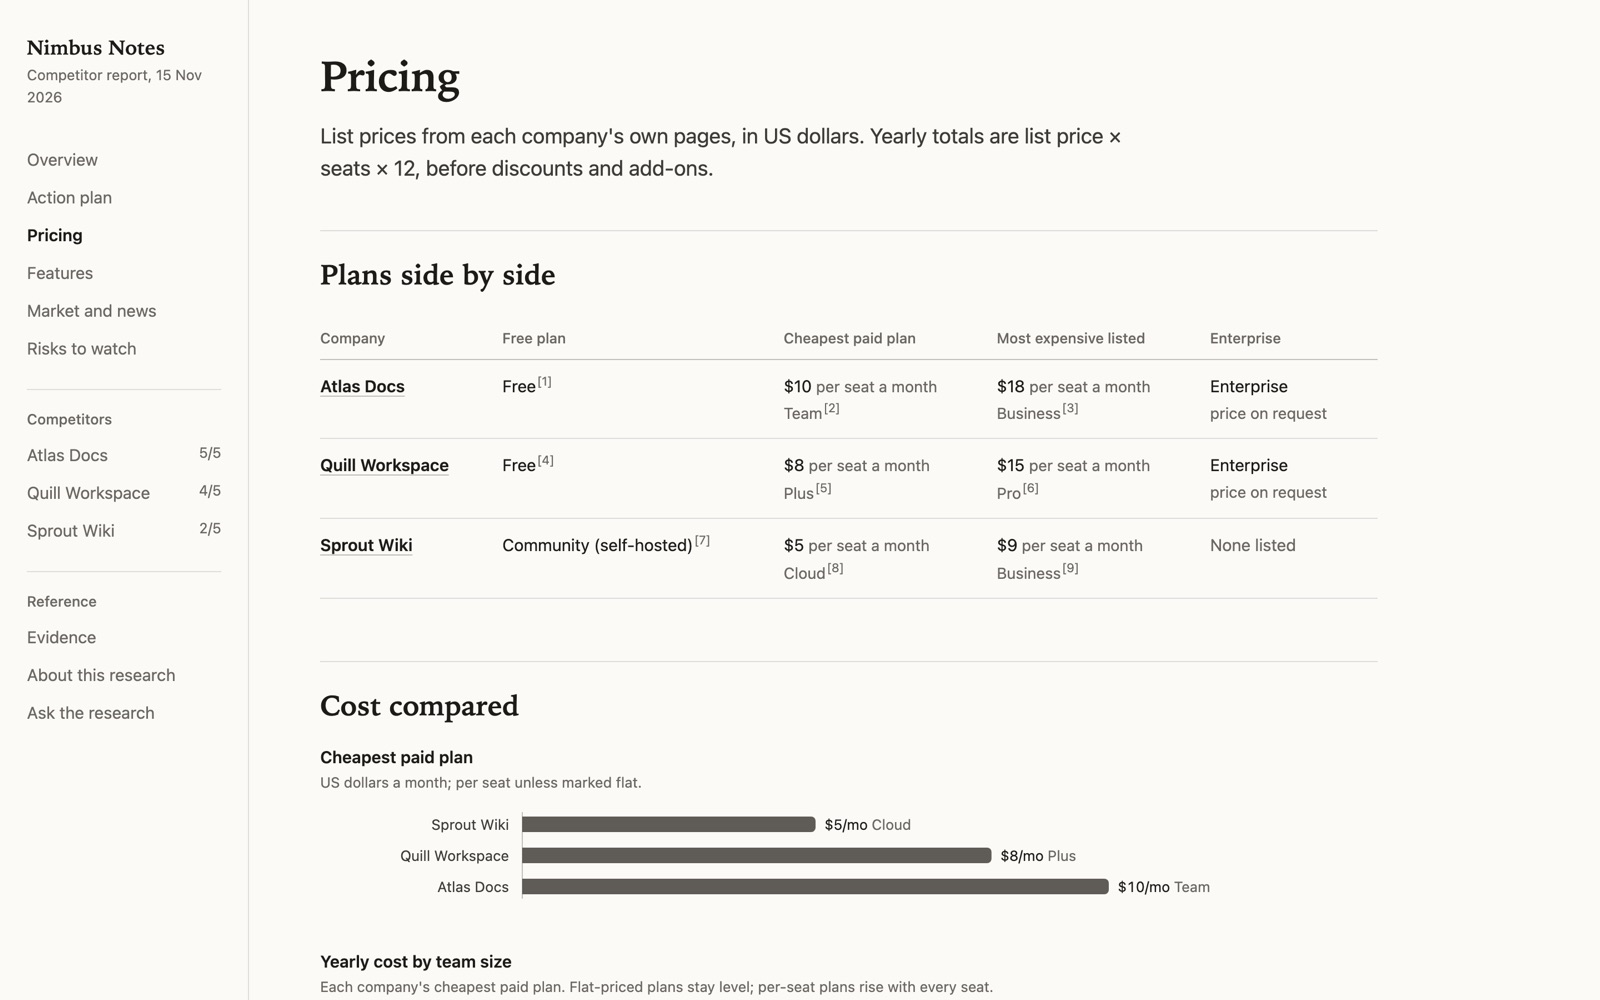 Nimbus Notes
Competitor report, 15 Nov
2026
Overview
Action plan
Pricing
Features
Market and news
Risks to watch
Competitors
Atlas Docs 5/5
Quill Workspace 4/5
Sprout Wiki 2/5
Reference
Evidence
About this research
Ask the research
Pricing
List prices from each company's own pages, in US dollars. Yearly totals are list price ×
seats × 12, before discounts and add-ons.
Plans side by side
Company Free plan Cheapest paid plan Most expensive listed Enterprise
Atlas Docs Free[1] $10 per seat a month $18 per seat a month Enterprise
Team[2] Business[3] price on request
Quill Workspace Free[4] $8 per seat a month $15 per seat a month Enterprise
Plus[5] Pro[6] price on request
Sprout Wiki Community (self-hosted)[7] $5 per seat a month $9 per seat a month None listed
Cloud[8] Business[9]
Cost compared
Cheapest paid plan
US dollars a month; per seat unless marked flat.
Sprout Wiki $5/mo Cloud
Quill Workspace $8/mo Plus
Atlas Docs $10/mo Team
Yearly cost by team size
Each company's cheapest paid plan. Flat-priced plans stay level; per-seat plans rise with every seat.